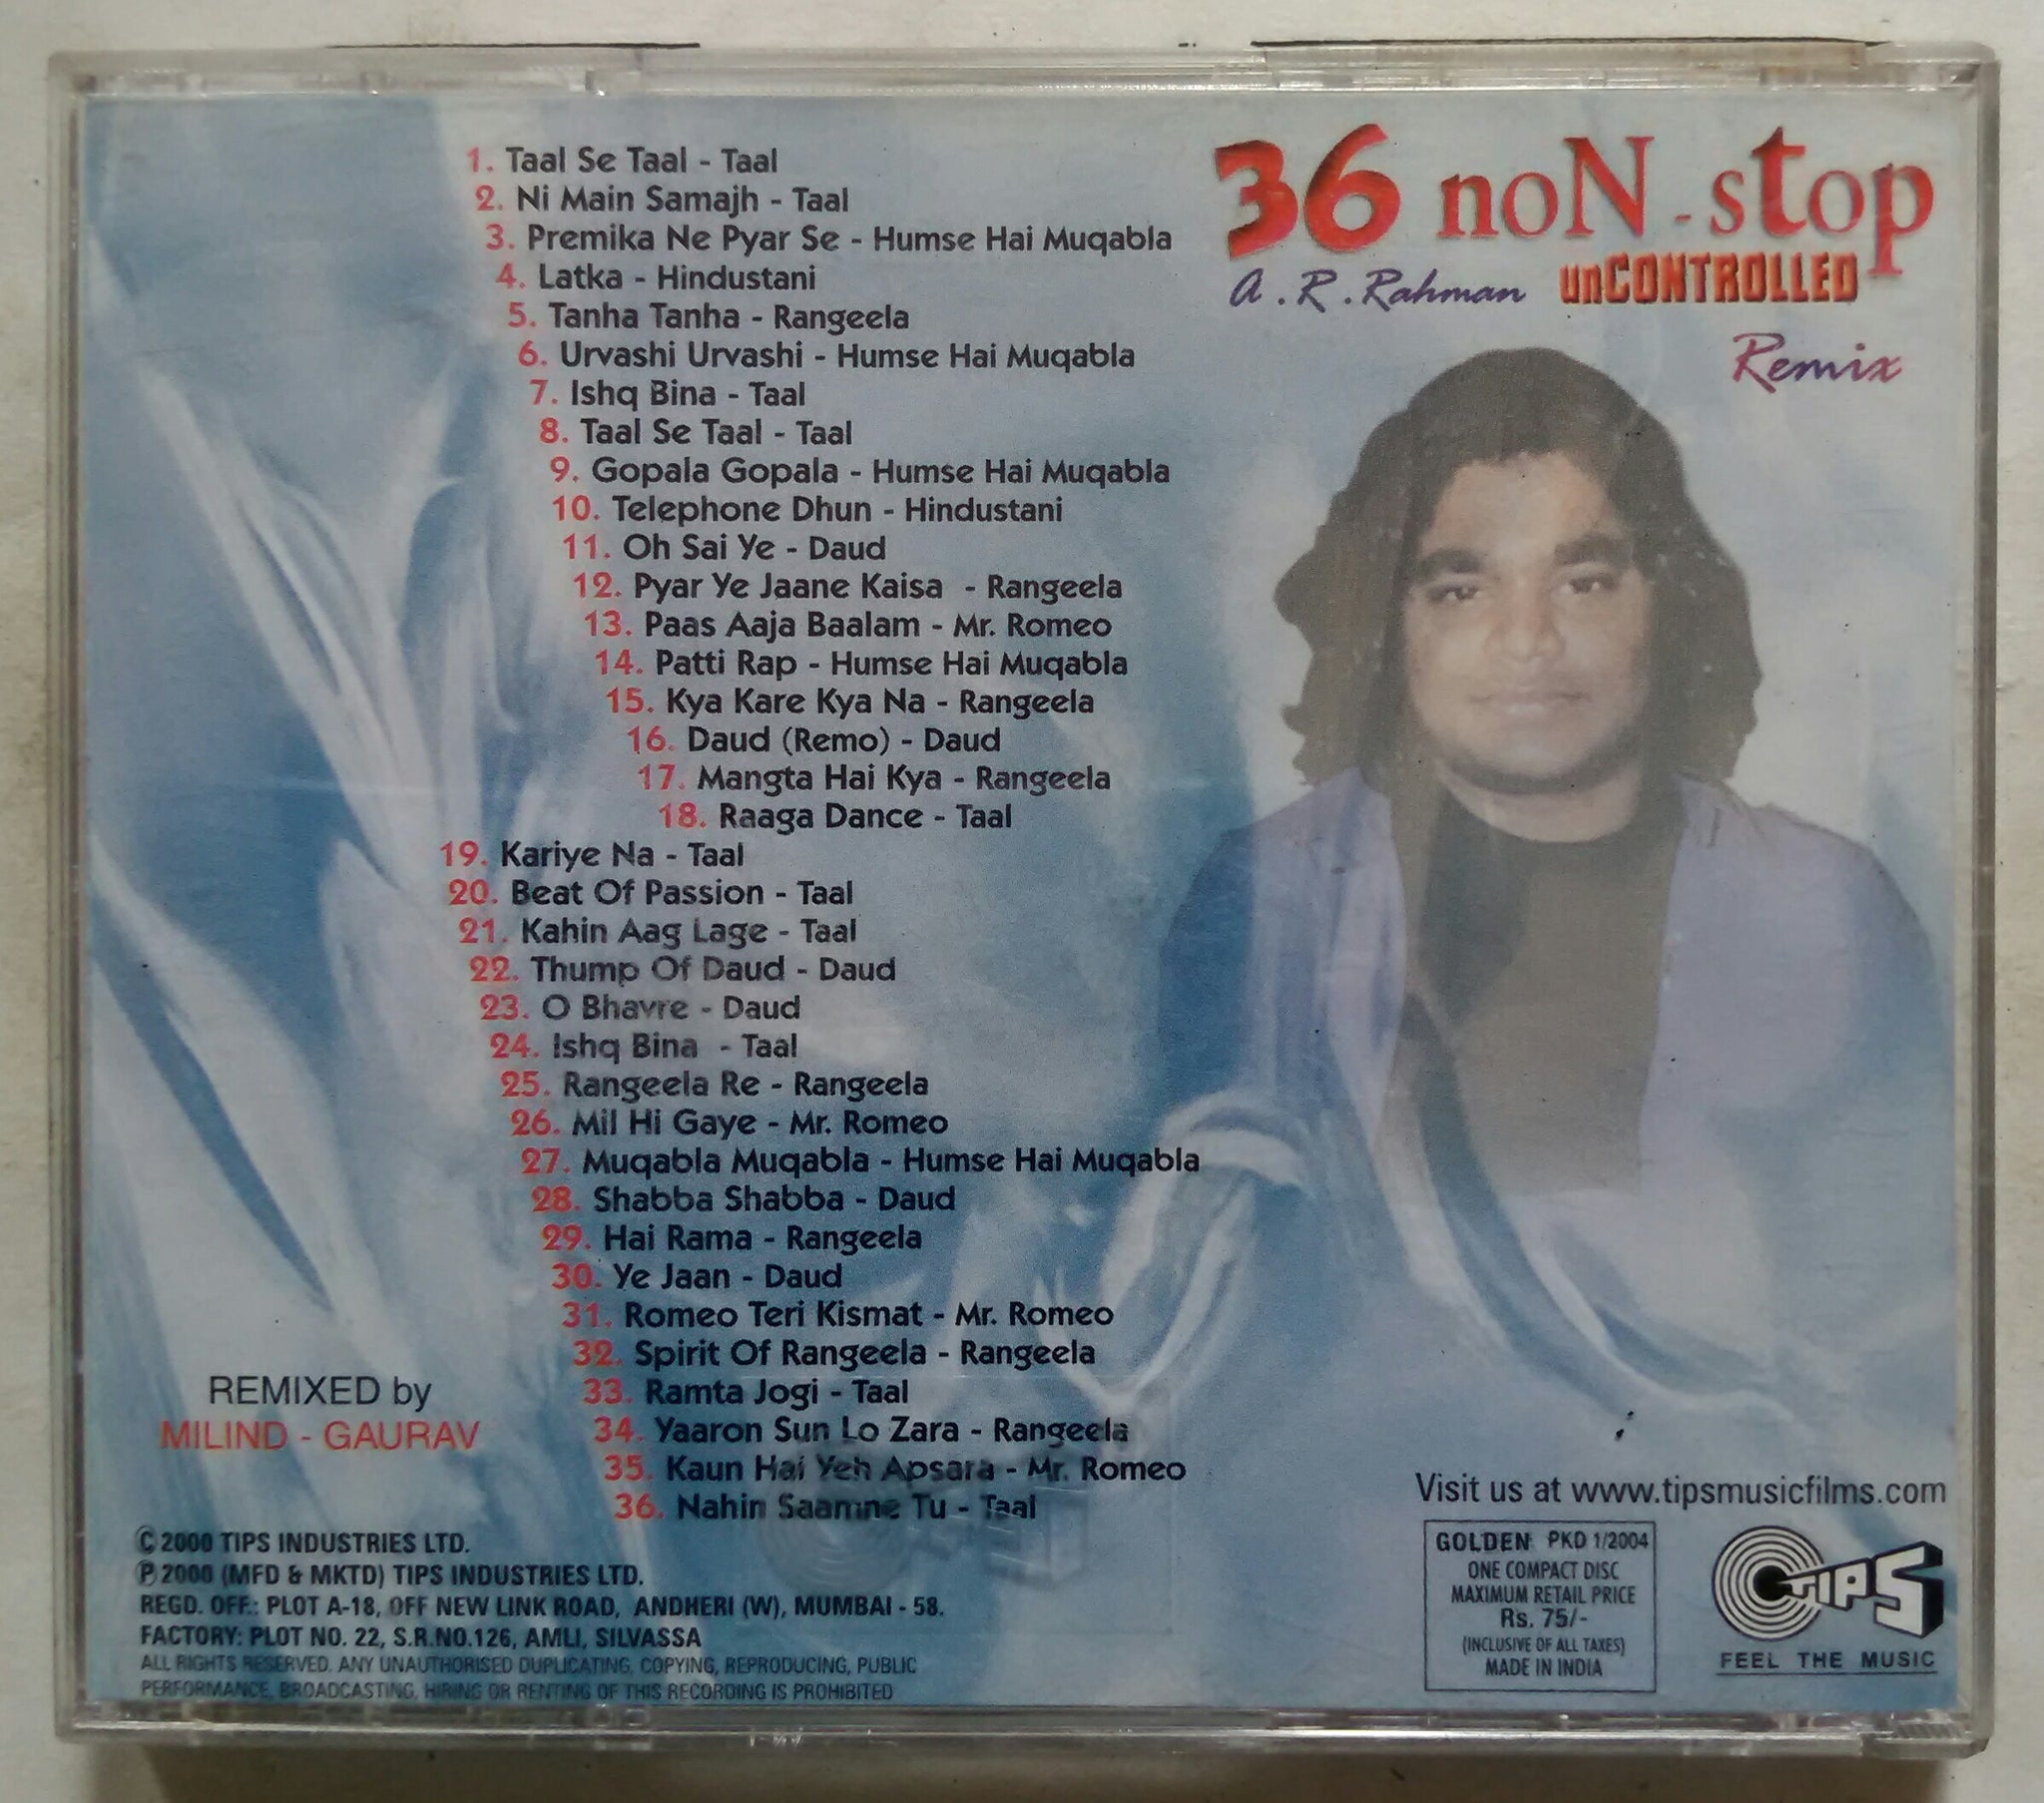 36 noN-stop
A.R.Rahman unCONTROLLED
Remix
1. Taal Se Taal - Taal
2. Ni Main Samajh - Taal
3. Premika Ne Pyar Se - Humse Hai Muqabla
4. Latka - Hindustani
5. Tanha Tanha - Rangeela
6. Urvashi Urvashi - Humse Hai Muqabla
7. Ishq Bina - Taal
8. Taal Se Taal - Taal
9. Gopala Gopala - Humse Hai Muqabla
10. Telephone Dhun - Hindustani
11. Oh Sai Ye - Daud
12. Pyar Ye Jaane Kaisa - Rangeela
13. Paas Aaja Baalam - Mr. Romeo
14. Patti Rap - Humse Hai Muqabla
15. Kya Kare Kya Na - Rangeela
16. Daud (Remo) - Daud
17. Mangta Hai Kya - Rangeela
18. Raaga Dance - Taal
19. Kariye Na - Taal
20. Beat Of Passion - Taal
21. Kahin Aag Lage - Taal
22. Thump Of Daud - Daud
23. O Bhavre - Daud
24. Ishq Bina - Taal
25. Rangeela Re - Rangeela
26. Mil Hi Gaye - Mr. Romeo
27. Muqabla Muqabla - Humse Hai Muqabla
28. Shabba Shabba - Daud
29. Hai Rama - Rangeela
30. Ye Jaan - Daud
31. Romeo Teri Kismat - Mr. Romeo
32. Spirit Of Rangeela - Rangeela
33. Ramta Jogi - Taal
34. Yaaron Sun Lo Zara - Rangeela
35. Kaun Hai Yeh Apsara - Mr. Romeo
36. Nahin Saamne Tu - Taal
REMIXED by
MILIND - GAURAV
© 2000 TIPS INDUSTRIES LTD.
℗ 2000 (MFD & MKTD) TIPS INDUSTRIES LTD.
REGD. OFF.: PLOT A-18, OFF NEW LINK ROAD, ANDHERI (W), MUMBAI - 58.
FACTORY: PLOT NO. 22, S.R.NO.126, AMLI, SILVASSA
ALL RIGHTS RESERVED. ANY UNAUTHORISED DUPLICATING, COPYING, REPRODUCING, PUBLIC
PERFORMANCE, BROADCASTING, HIRING OR RENTING OF THIS RECORDING IS PROHIBITED
Visit us at www.tipsmusicfilms.com
GOLDEN PKD 1/2004
ONE COMPACT DISC
MAXIMUM RETAIL PRICE
Rs. 75/-
(INCLUSIVE OF ALL TAXES)
MADE IN INDIA
TIPS
FEEL THE MUSIC